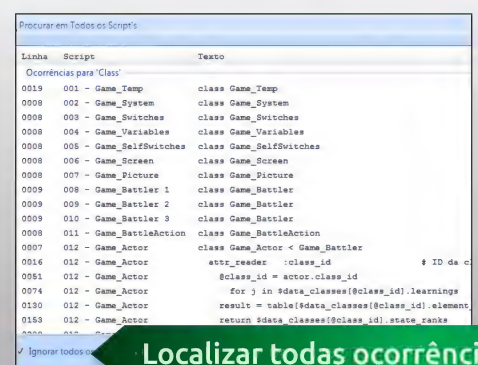 Procurar em Todos os Script's
Linha Script Texto
Ocorrências para 'Class'
0019 001 - Game_Temp class Game_Temp
0008 002 - Game_System class Game_System
0008 003 - Game_Switches class Game_Switches
0008 004 - Game_Variables class Game_Variables
0008 005 - Game_SelfSwitches class Game_SelfSwitches
0008 006 - Game_Screen class Game_Screen
0008 007 - Game_Picture class Game_Picture
0009 008 - Game_Battler 1 class Game_Battler
0009 009 - Game_Battler 2 class Game_Battler
0009 010 - Game_Battler 3 class Game_Battler
0008 011 - Game_BattleAction class Game_BattleAction
0007 012 - Game_Actor class Game_Actor < Game_Battler
0016 012 - Game_Actor attr_reader :class_id # ID da cl
0051 012 - Game_Actor @class_id = actor.class_id
0074 012 - Game_Actor for j in $data_classes[@class_id].learnings
0130 012 - Game_Actor result = table[$data_classes[@class_id].element_
0153 012 - Game_Actor return $data_classes[@class_id].state_ranks
✓ Ignorar todos
Localizar todas ocorrênci